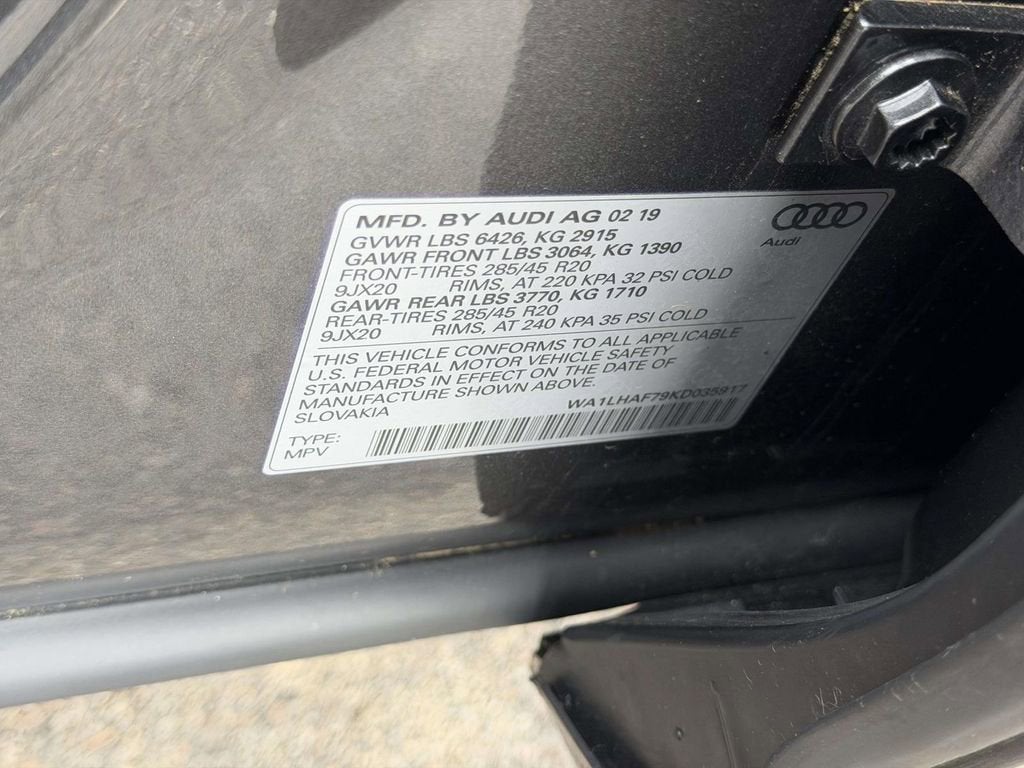 MFD. BY AUDI AG 02 19
GVWR LBS 6426, KG 2915
GAWR FRONT LBS 3064, KG 1390
FRONT-TIRES 285/45 R20
9JX20 RIMS, AT 220 KPA 32 PSI COLD
GAWR REAR LBS 3770, KG 1710
REAR-TIRES 285/45 R20
9JX20 RIMS, AT 240 KPA 35 PSI COLD
Audi
THIS VEHICLE CONFORMS TO ALL APPLICABLE
U.S. FEDERAL MOTOR VEHICLE SAFETY
STANDARDS IN EFFECT ON THE DATE OF
MANUFACTURE SHOWN ABOVE.
SLOVAKIA WA1LHAF79KD035917
TYPE:
MPV